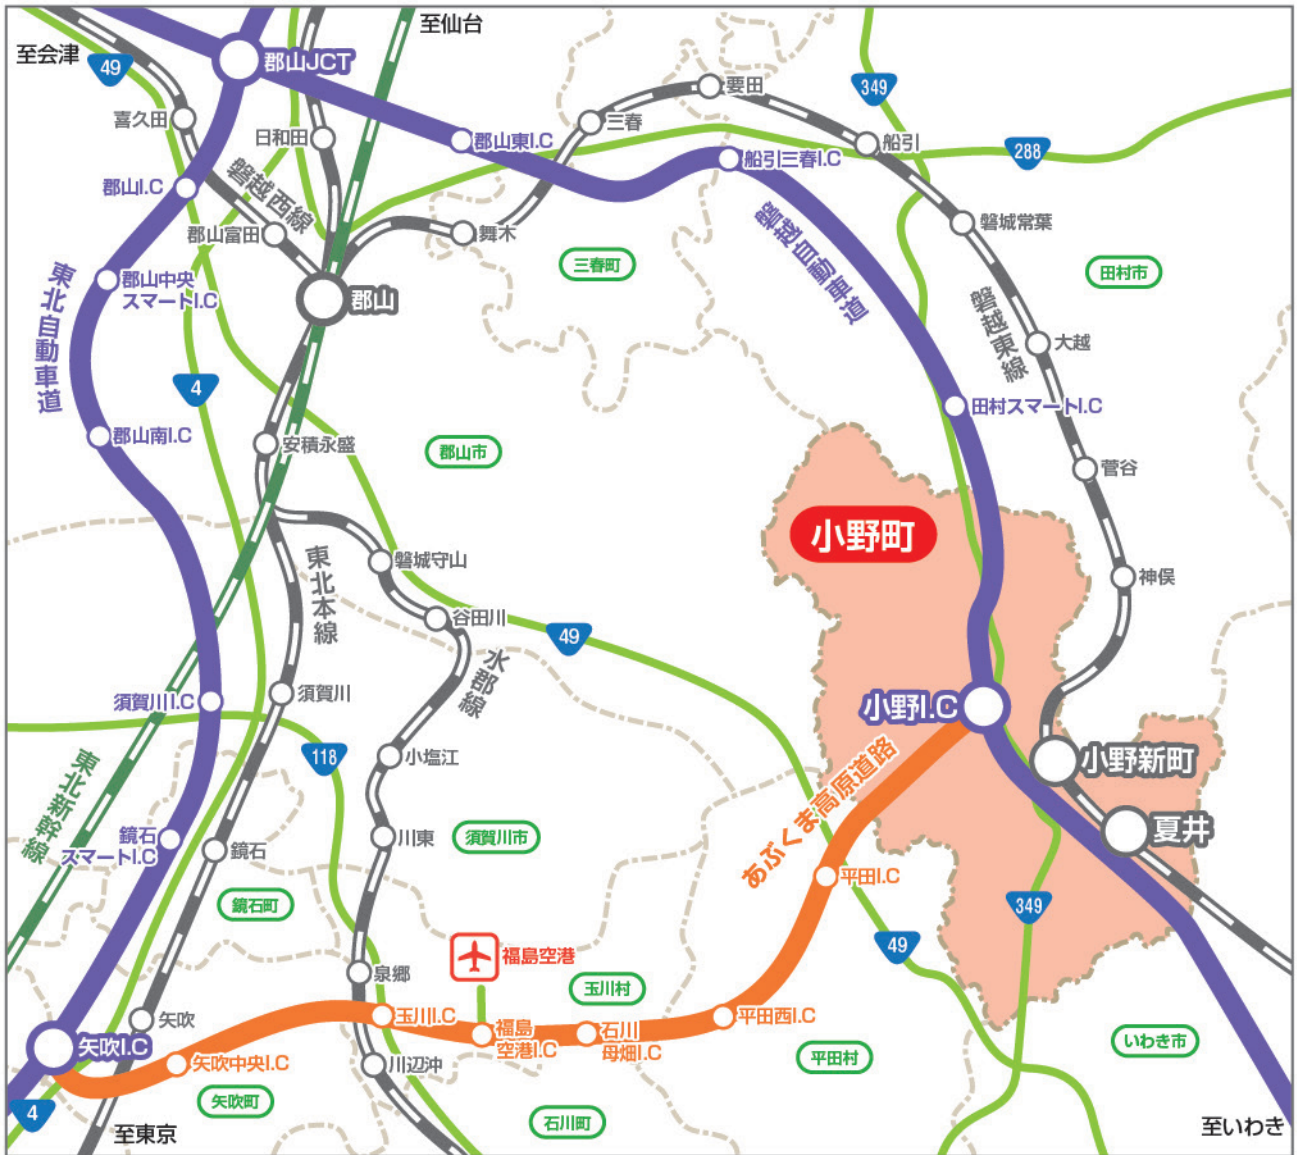 至会津
49
郡山JCT
至仙台
喜久田
日和田
郡山東I.C
三春
要田
349
船引
288
船引三春I.C
郡山I.C
磐越西線
郡山富田
舞木
磐城常葉
三春町
田村市
磐越自動車道
郡山中央
スマートI.C
東北自動車道
郡山
磐越東線
大越
4
田村スマートI.C
郡山南I.C
安積永盛
郡山市
菅谷
小野町
東北本線
磐城守山
神俣
谷田川
49
水郡線
須賀川I.C
須賀川
小野I.C
118
小塩江
小野新町
東北新幹線
あぶくま高原道路
鏡石
スマートI.C
鏡石
川東
須賀川市
夏井
平田I.C
鏡石町
349
49
福島空港
泉郷
玉川村
矢吹
玉川I.C
福島
空港I.C
石川
母畑I.C
平田西I.C
矢吹I.C
矢吹中央I.C
川辺沖
平田村
いわき市
4
矢吹町
石川町
至東京
至いわき